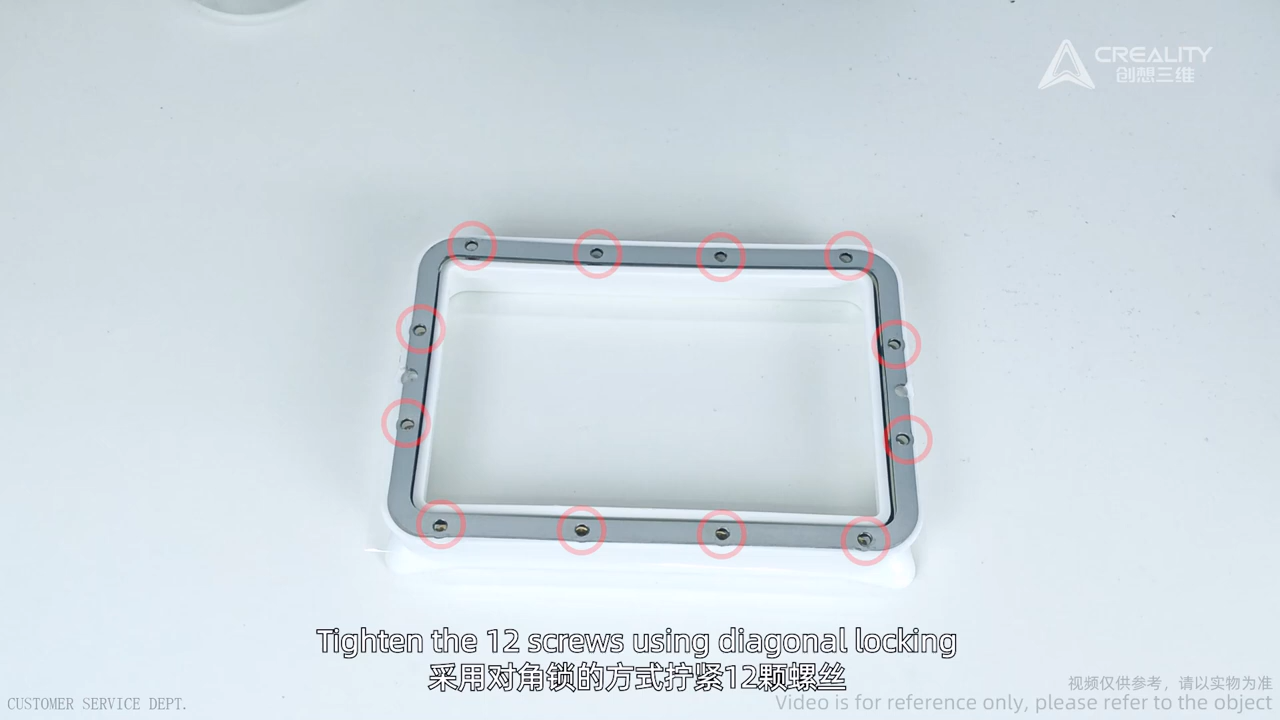 CREALITY
创想三维
Tighten the 12 screws using diagonal locking
采用对角锁的方式拧紧12颗螺丝
视频仅供参考，请以实物为准
CUSTOMER SERVICE DEPT.
Video is for reference only, please refer to the object